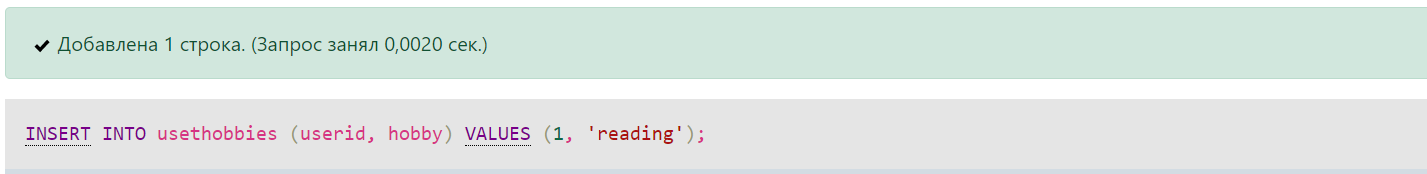 Добавлена 1 строка. (Запрос занял 0,0020 сек.)
INSERT INTO usethobbies (userid, hobby) VALUES (1, 'reading');